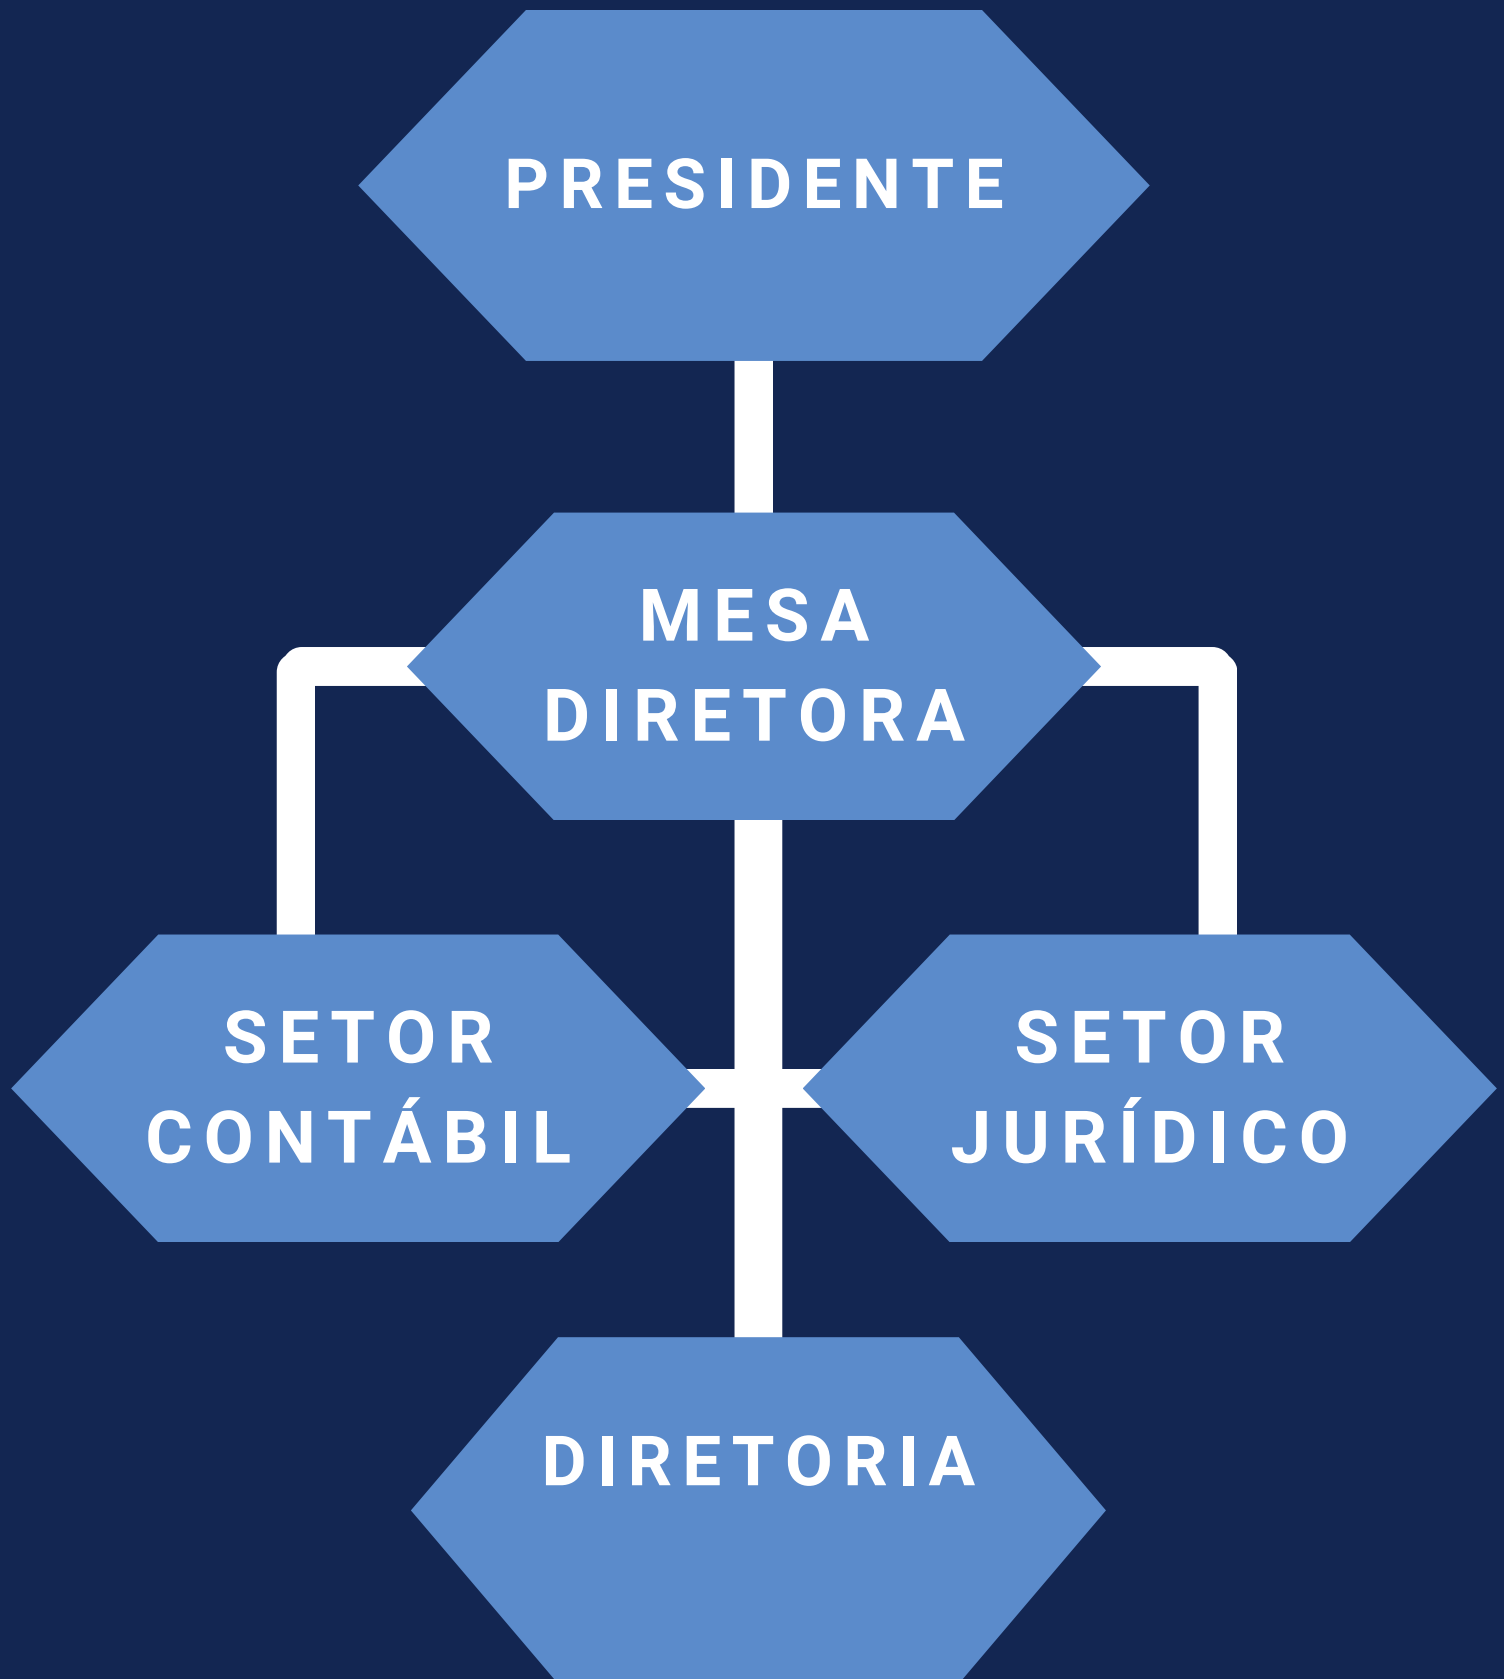 PRESIDENTE
MESA
DIRETORA
SETOR
CONTÁBIL
SETOR
JURÍDICO
DIRETORIA